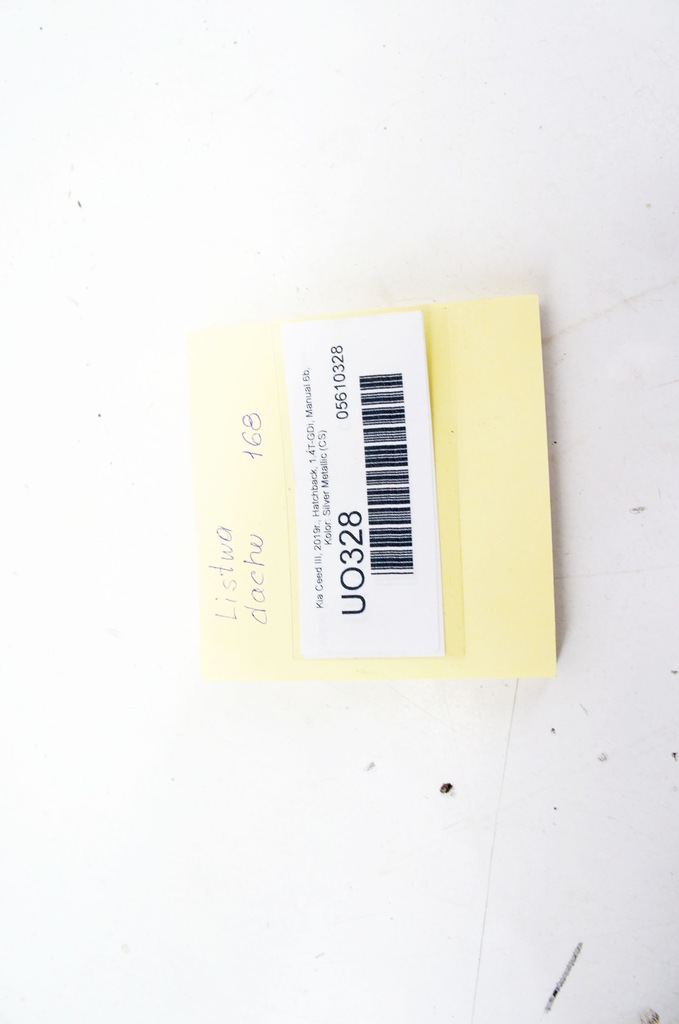 Listwa
dachu 168
Kia Ceed III, 2019r., Hatchback, 1.4T-GDI, Manual 6b,
Kolor: Silver Metallic (CS)
UO328 05610328